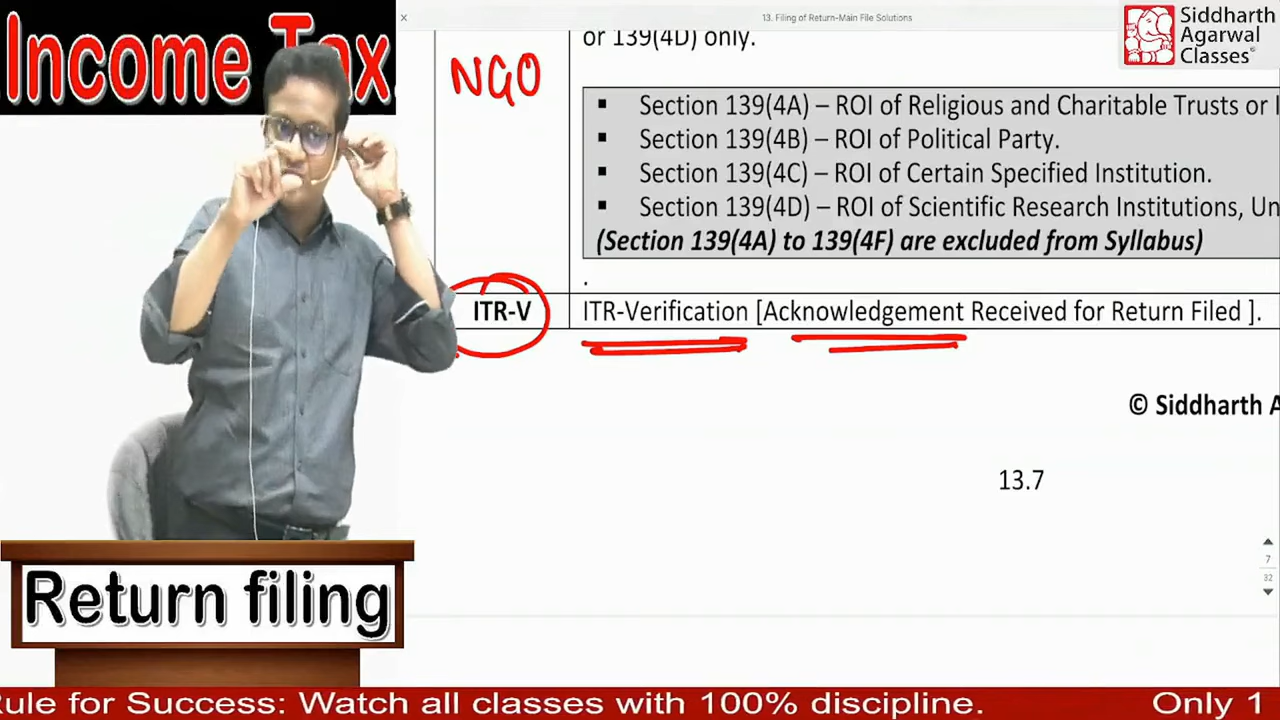 Income Tax
13. Filing of Return-Main File Solutions
Siddharth
Agarwal
Classes
or 139(4D) only.
NGO
▪ Section 139(4A) – ROI of Religious and Charitable Trusts or
▪ Section 139(4B) – ROI of Political Party.
▪ Section 139(4C) – ROI of Certain Specified Institution.
▪ Section 139(4D) – ROI of Scientific Research Institutions,
(Section 139(4A) to 139(4F) are excluded from Syllabus)
.
ITR-V ITR-Verification [Acknowledgement Received for Return Filed ].
© Siddharth A
13.7
7
32
Return filing
Rule for Success: Watch all classes with 100% discipline. Only 1